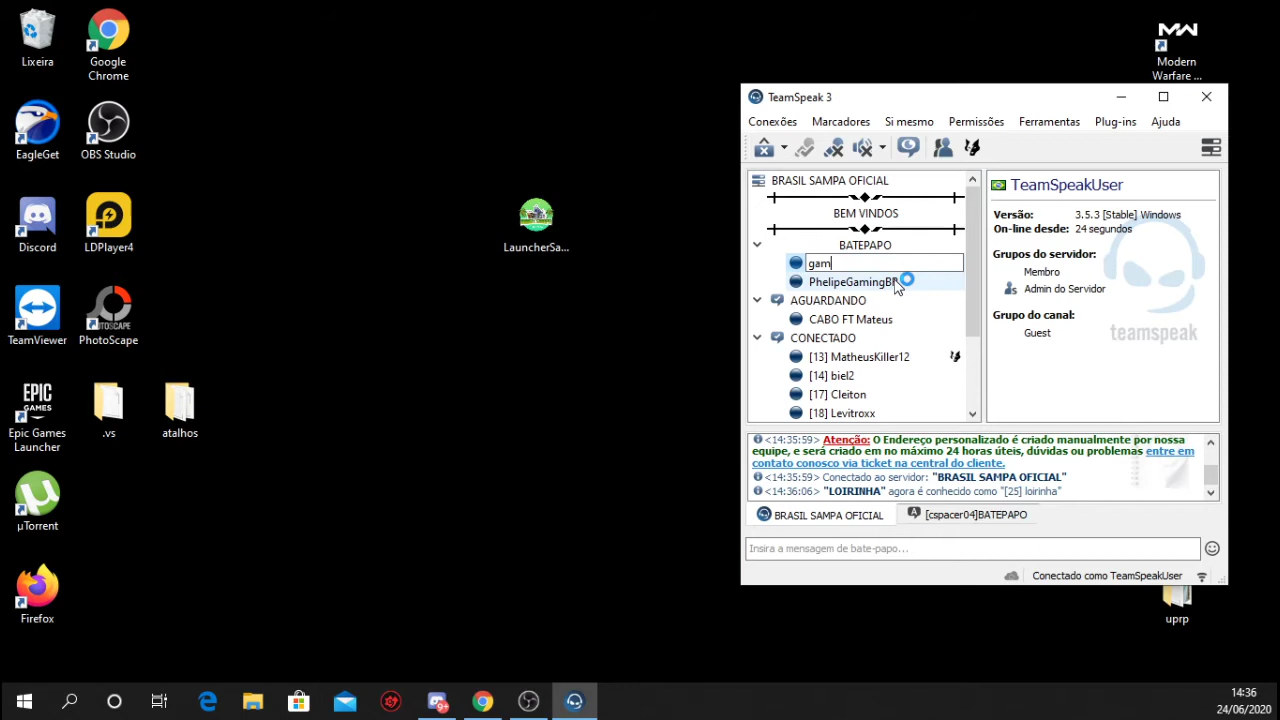 Lixeira
Google
Chrome
EagleGet
OBS Studio
Discord
LDPlayer4
TeamViewer
PhotoScape
EPIC
GAMES
Epic Games
Launcher
.vs
atalhos
µTorrent
Firefox
LauncherSa...
MW
Modern
Warfare ...
uprp
TeamSpeak 3
Conexões Marcadores Si mesmo Permissões Ferramentas Plug-ins Ajuda
BRASIL SAMPA OFICIAL
BEM VINDOS
BATEPAPO
gam
PhelipeGamingB
AGUARDANDO
CABO FT Mateus
CONECTADO
[13] MatheusKiller12
[14] biel2
[17] Cleiton
[18] Levitroxx
TeamSpeakUser
Versão: 3.5.3 [Stable] Windows
On-line desde: 24 segundos
Grupos do servidor:
Membro
Admin do Servidor
Grupo do canal:
Guest
teamspeak
<14:35:59> Atenção: O Endereço personalizado é criado manualmente por nossa
equipe, e será criado em no máximo 24 horas úteis, dúvidas ou problemas entre em
contato conosco via ticket na central do cliente.
<14:35:59> Conectado ao servidor: "BRASIL SAMPA OFICIAL"
<14:36:06> "LOIRINHA" agora é conhecido como "[25] loirinha"
BRASIL SAMPA OFICIAL
[cspacer04]BATEPAPO
Insira a mensagem de bate-papo...
Conectado como TeamSpeakUser
9+
14:36
24/06/2020